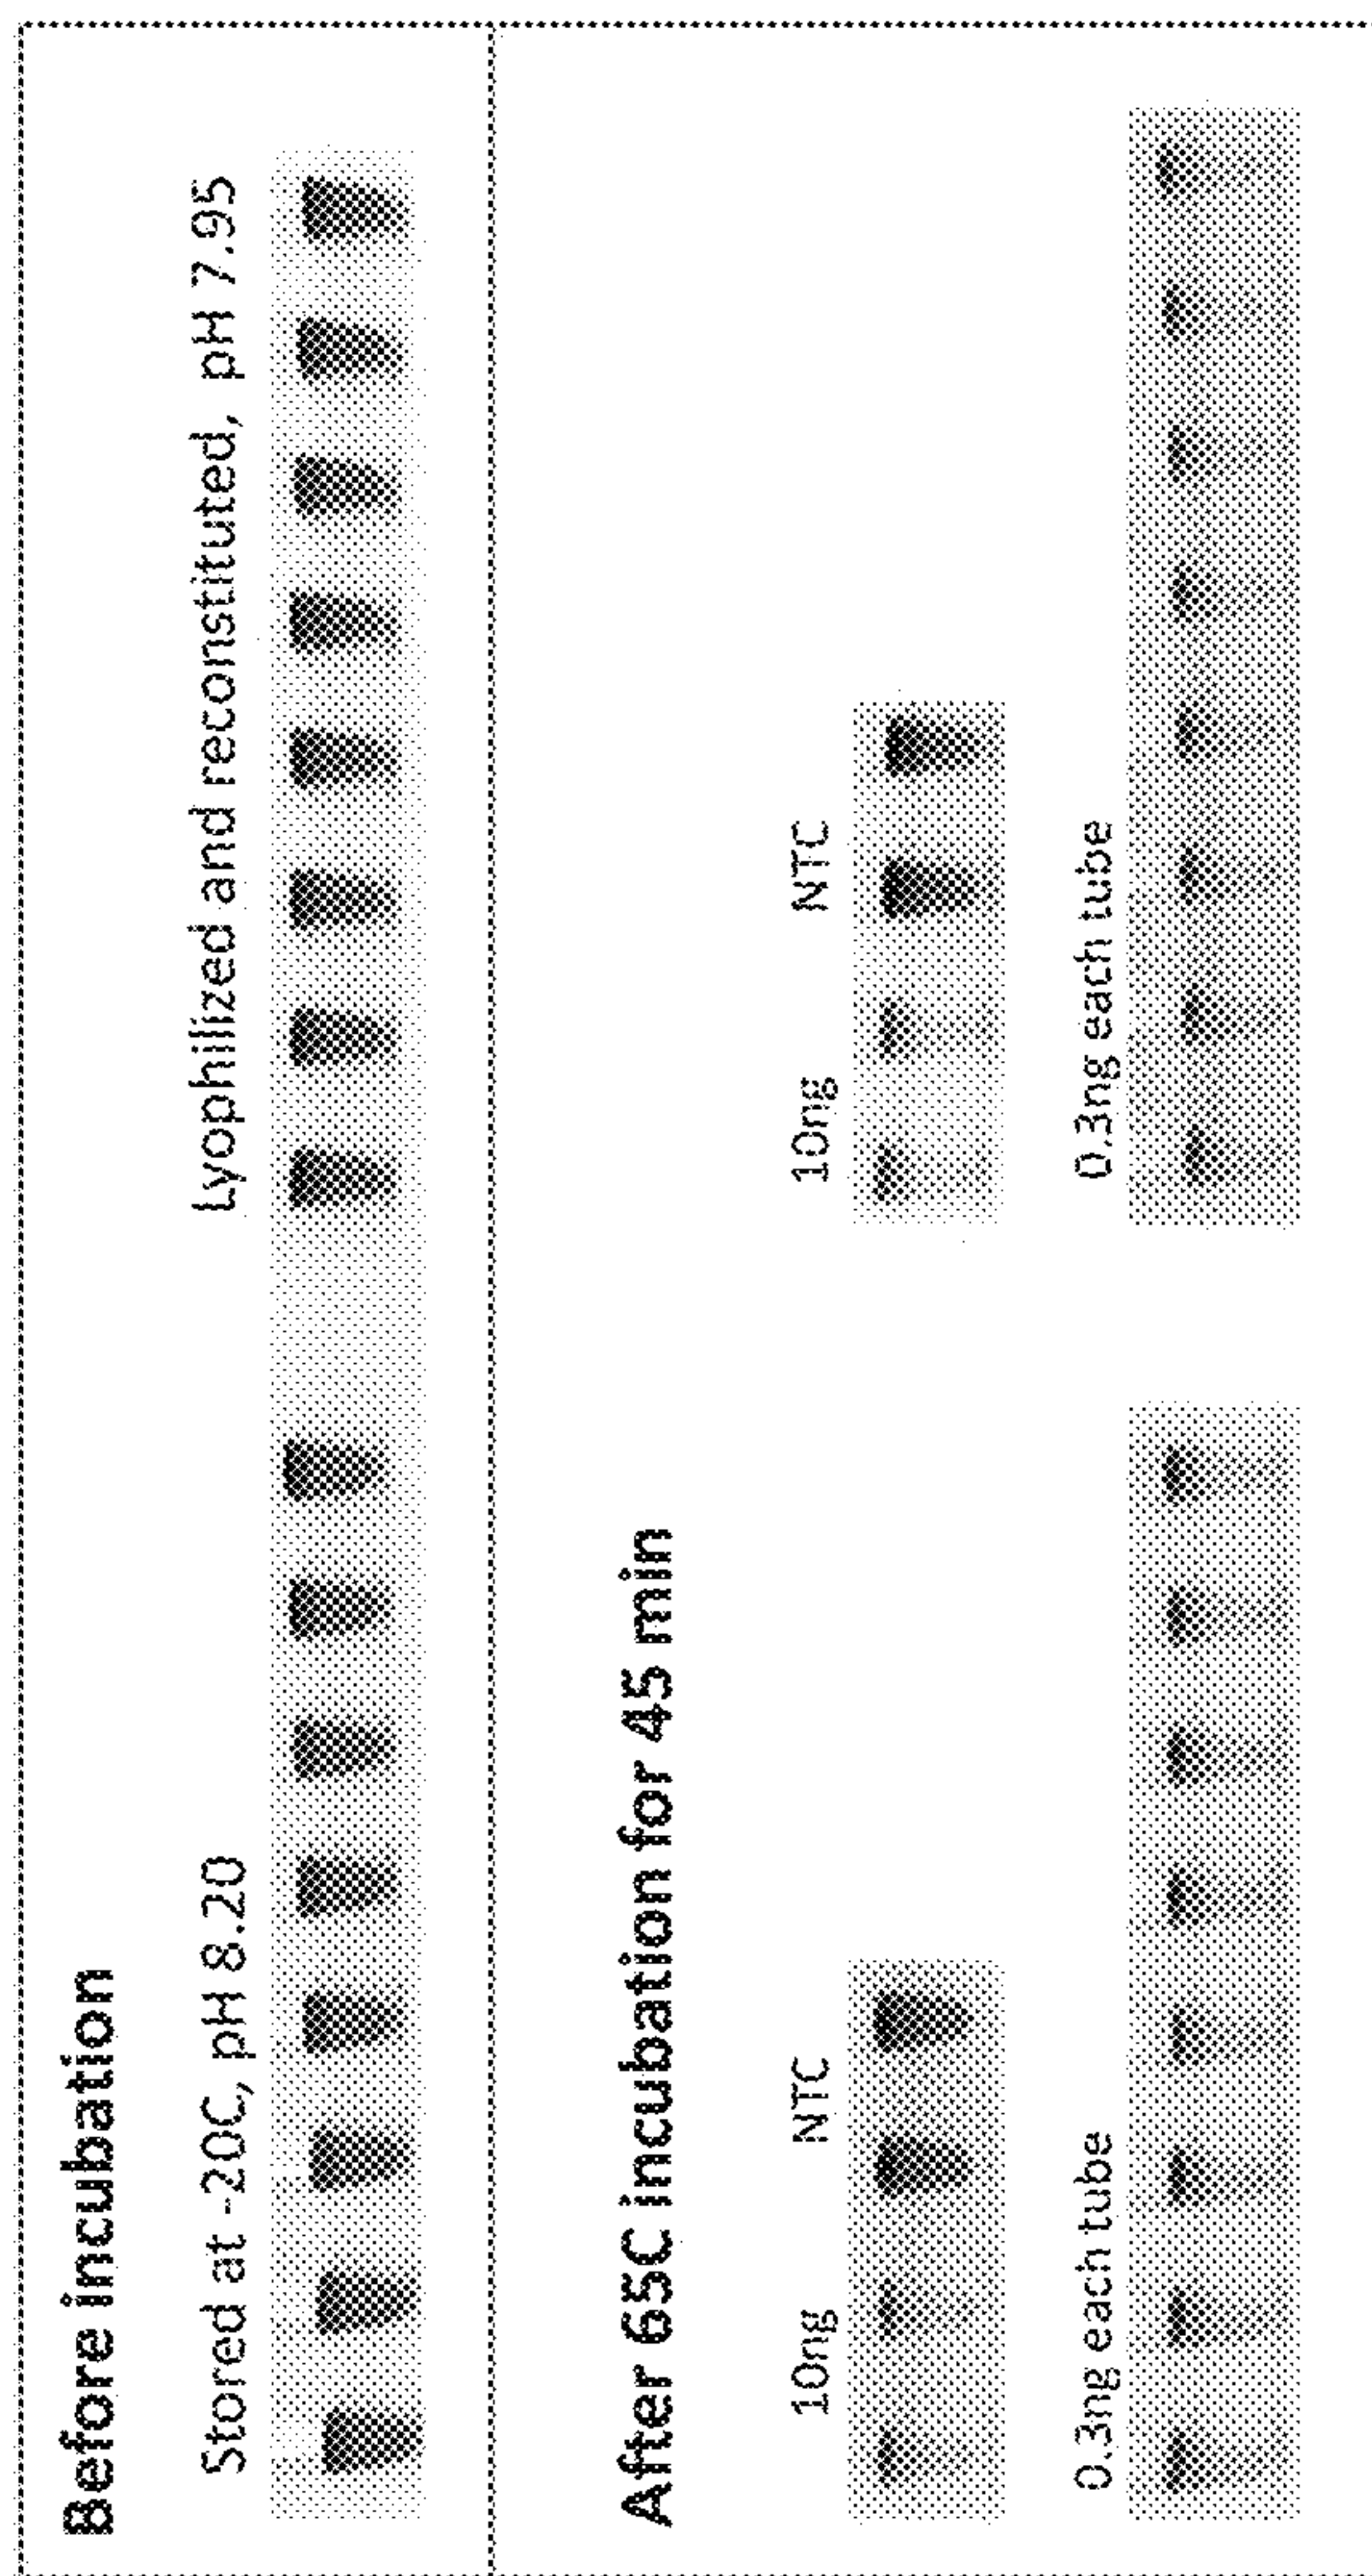 Before incubation
Stored at -20C, pH 8.20
Lyophilized and reconstituted, pH 7.95
After 65C incubation for 45 min
10ng
NTC
10ng
NTC
0.3ng each tube
0.3ng each tube